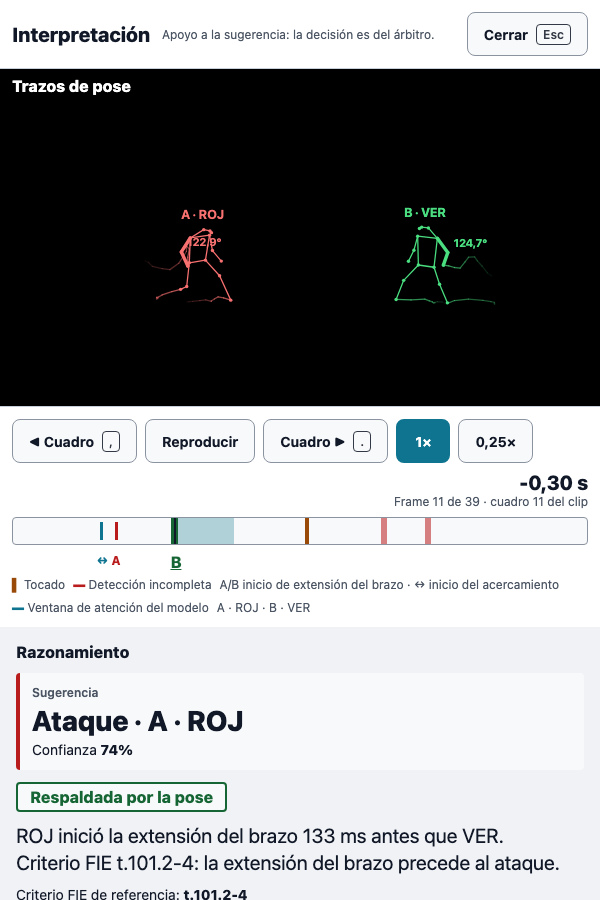 Interpretación
Apoyo a la sugerencia: la decisión es del árbitro.
Cerrar Esc
Trazos de pose
A · ROJ
B · VER
122,9°
124,7°
◀ Cuadro ,
Reproducir
Cuadro ▶ .
1×
0,25×
-0,30 s
Frame 11 de 39 · cuadro 11 del clip
↔ A B
Tocado Detección incompleta A/B inicio de extensión del brazo · ↔ inicio del acercamiento
Ventana de atención del modelo A · ROJ · B · VER
Razonamiento
Sugerencia
Ataque · A · ROJ
Confianza 74%
Respaldada por la pose
ROJ inició la extensión del brazo 133 ms antes que VER.
Criterio FIE t.101.2-4: la extensión del brazo precede al ataque.
Criterio FIE de referencia: t.101.2-4